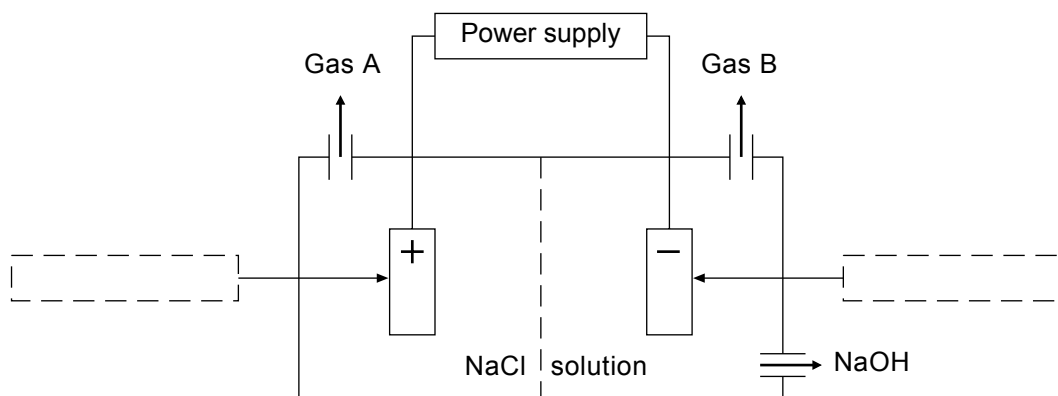 Power supply
Gas A
Gas B
+
−
NaCl solution
NaOH